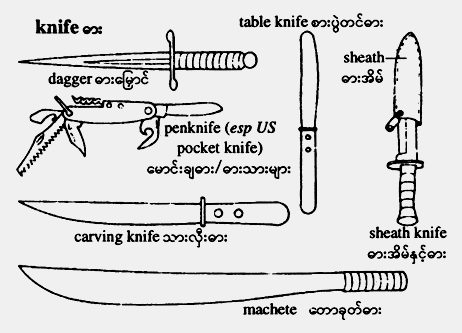 knife ဓား
table knife စားပွဲတင်ဓား
sheath
ဓားအိမ်
dagger ဓားမြှောင်
penknife (esp US
pocket knife)
မောင်းချဓား/ဓားသားများ
carving knife သားလှီးဓား
sheath knife
ဓားအိမ်နှင့်ဓား
machete တောခုတ်ဓား